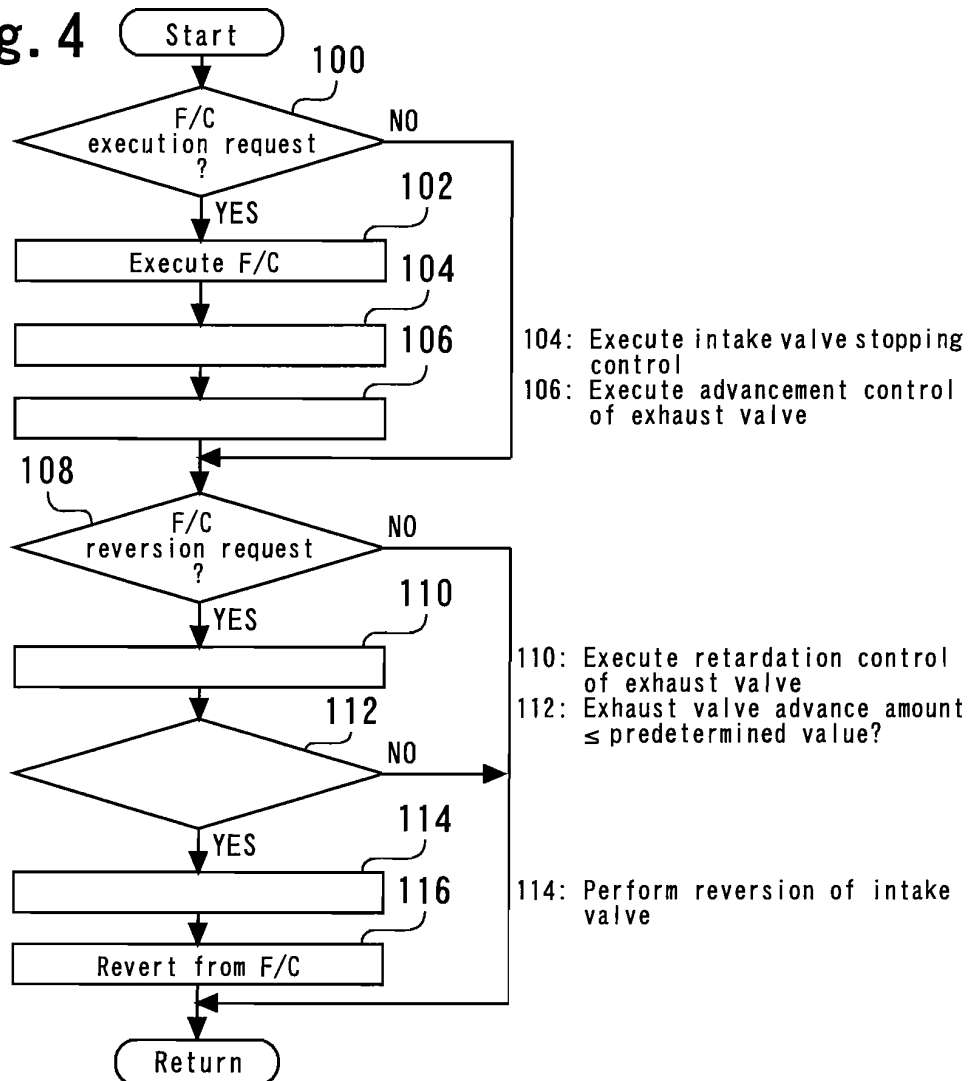 g. 4
Start
100
F/C
execution request
?
NO
YES
102
Execute F/C
104
106
104: Execute intake valve stopping
control
106: Execute advancement control
of exhaust valve
108
F/C
reversion request
?
NO
YES
110
110: Execute retardation control
of exhaust valve
112: Exhaust valve advance amount
≤ predetermined value?
112
NO
YES
114
114: Perform reversion of intake
valve
116
Revert from F/C
Return